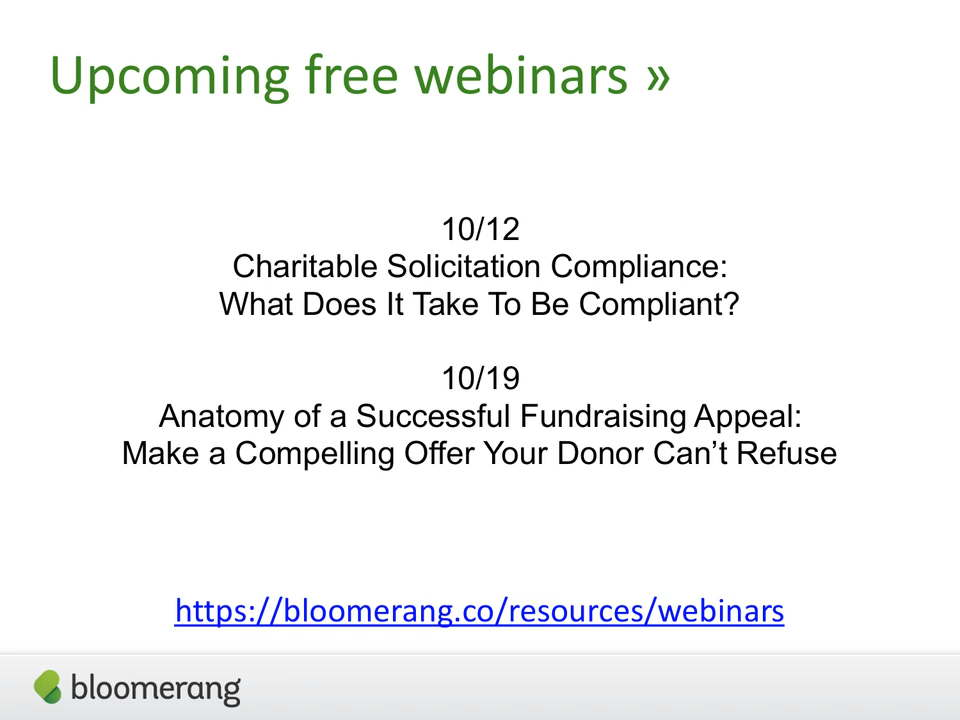 Upcoming free webinars »
10/12
Charitable Solicitation Compliance:
What Does It Take To Be Compliant?
10/19
Anatomy of a Successful Fundraising Appeal:
Make a Compelling Offer Your Donor Can’t Refuse
https://bloomerang.co/resources/webinars
bloomerang